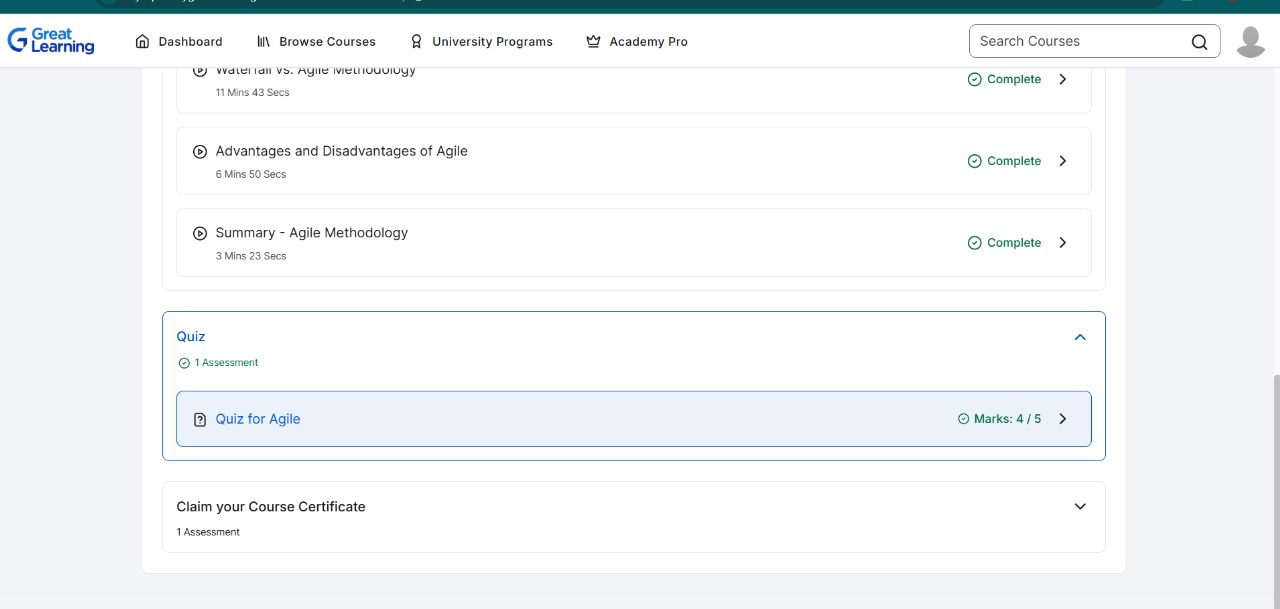 Great
Learning
Dashboard
Browse Courses
University Programs
Academy Pro
Search Courses
Waterfall vs. Agile Methodology
11 Mins 43 Secs
Complete
Advantages and Disadvantages of Agile
6 Mins 50 Secs
Complete
Summary - Agile Methodology
3 Mins 23 Secs
Complete
Quiz
1 Assessment
Quiz for Agile
Marks: 4 / 5
Claim your Course Certificate
1 Assessment